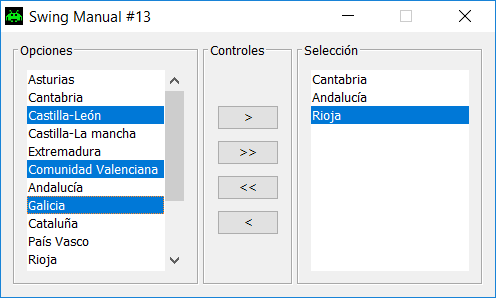 Swing Manual #13
Opciones
Asturias
Cantabria
Castilla-León
Castilla-La mancha
Extremadura
Comunidad Valenciana
Andalucía
Galicia
Cataluña
País Vasco
Rioja
Controles
>
>>
<<
<
Selección
Cantabria
Andalucía
Rioja